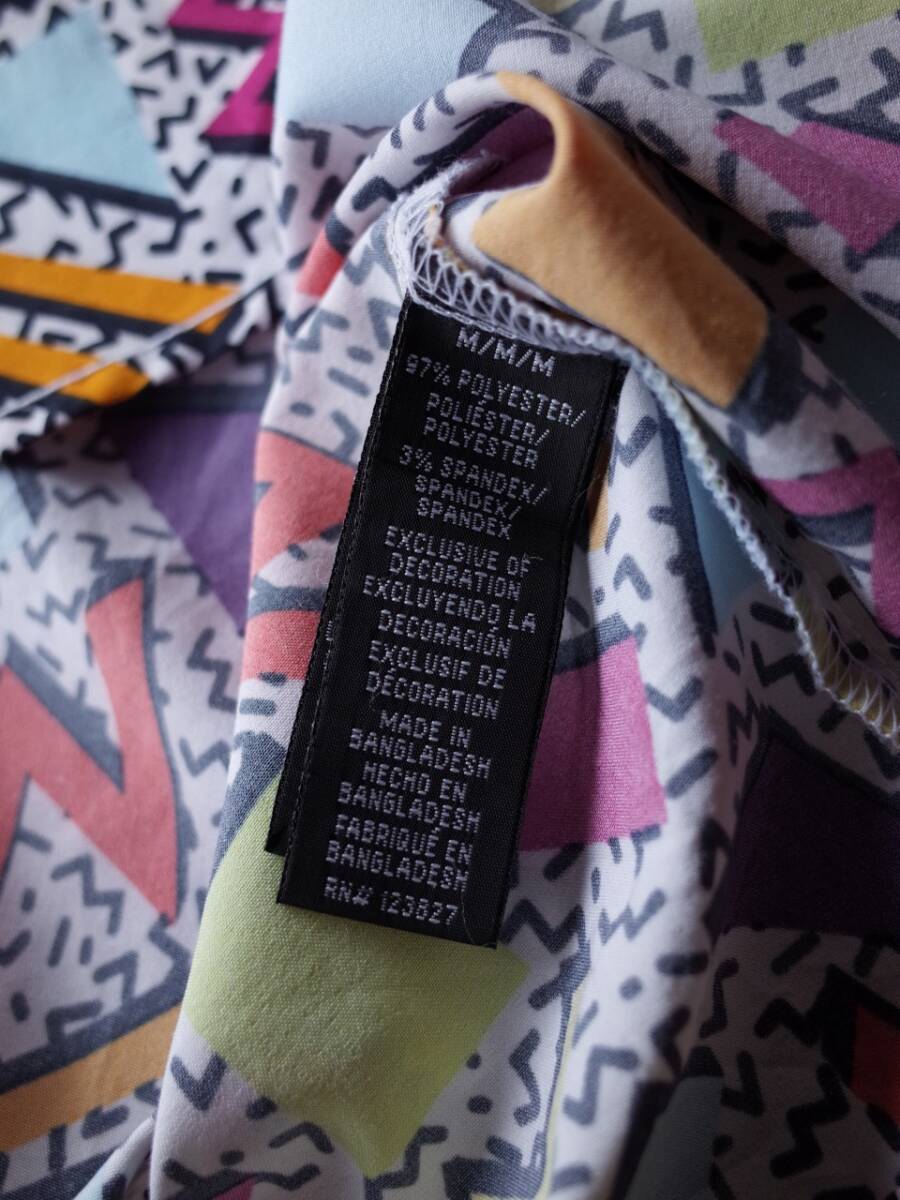 M/M/M
97% POLYESTER/
POLIÉSTER/
POLYESTER
3% SPANDEX/
SPANDEX/
SPANDEX
EXCLUSIVE OF
DECORATION
EXCLUYENDO LA
DECORACIÓN
EXCLUSIF DE
DÉCORATION
MADE IN
BANGLADESH
HECHO EN
BANGLADESH
FABRIQUÉ EN
BANGLADESH
RN# 123827